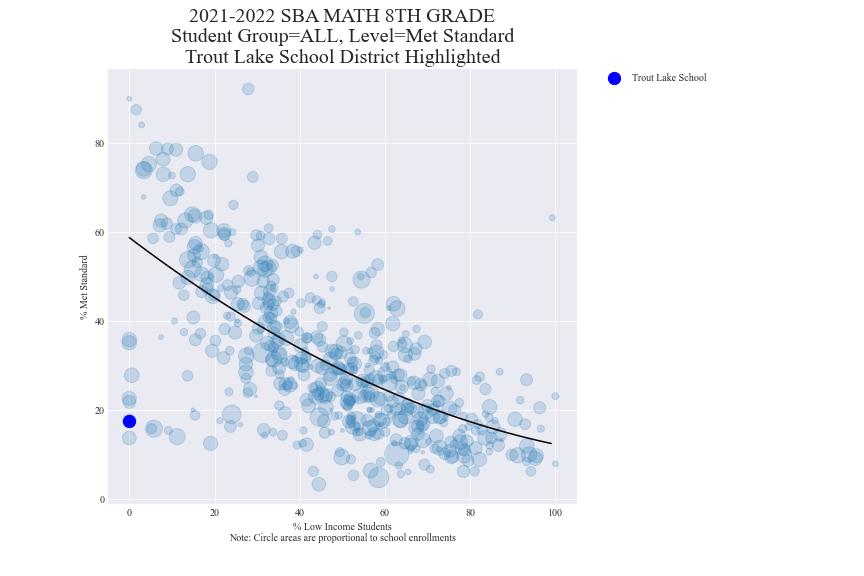 2021-2022 SBA MATH 8TH GRADE
Student Group=ALL, Level=Met Standard
Trout Lake School District Highlighted
Trout Lake School
80
60
40
20
0
% Met Standard
0 20 40 60 80 100
% Low Income Students
Note: Circle areas are proportional to school enrollments